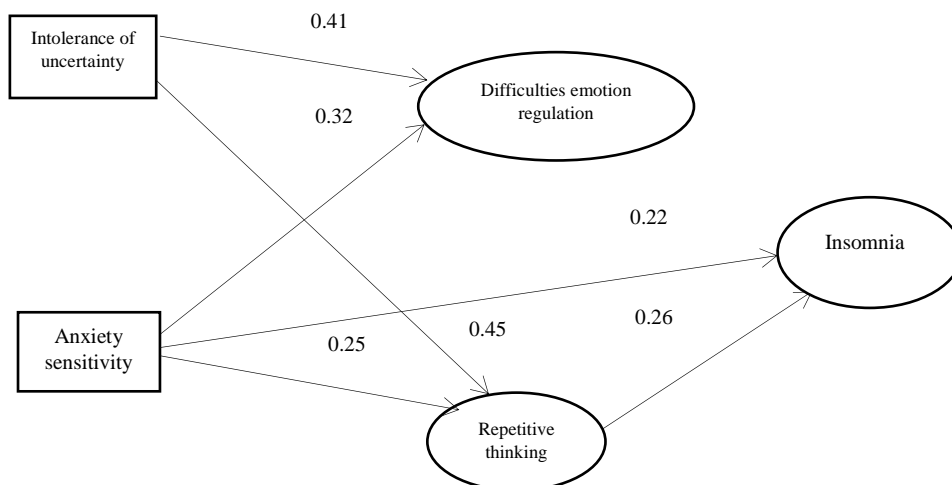 0.41
Intolerance of
uncertainty
Difficulties emotion
regulation
0.32
0.22
Insomnia
0.26
0.45
Anxiety
sensitivity
0.25
Repetitive
thinking